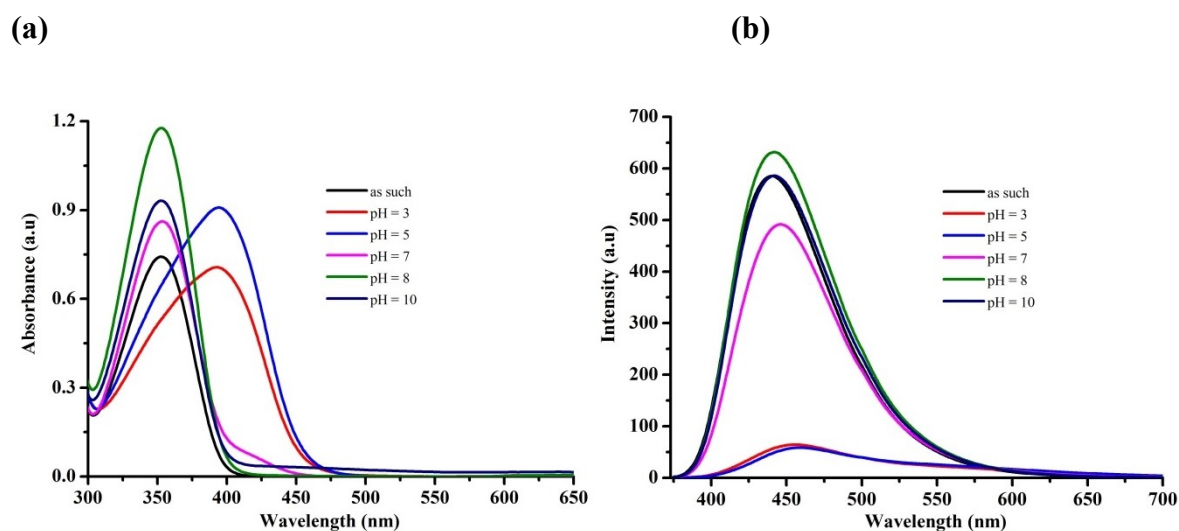 (a)
(b)
1.2
0.9
0.6
0.3
0.0
Absorbance (a.u)
as such
pH = 3
pH = 5
pH = 7
pH = 8
pH = 10
300 350 400 450 500 550 600 650
Wavelength (nm)
700
600
500
400
300
200
100
0
Intensity (a.u)
as such
pH = 3
pH = 5
pH = 7
pH = 8
pH = 10
400 450 500 550 600 650 700
Wavelength (nm)